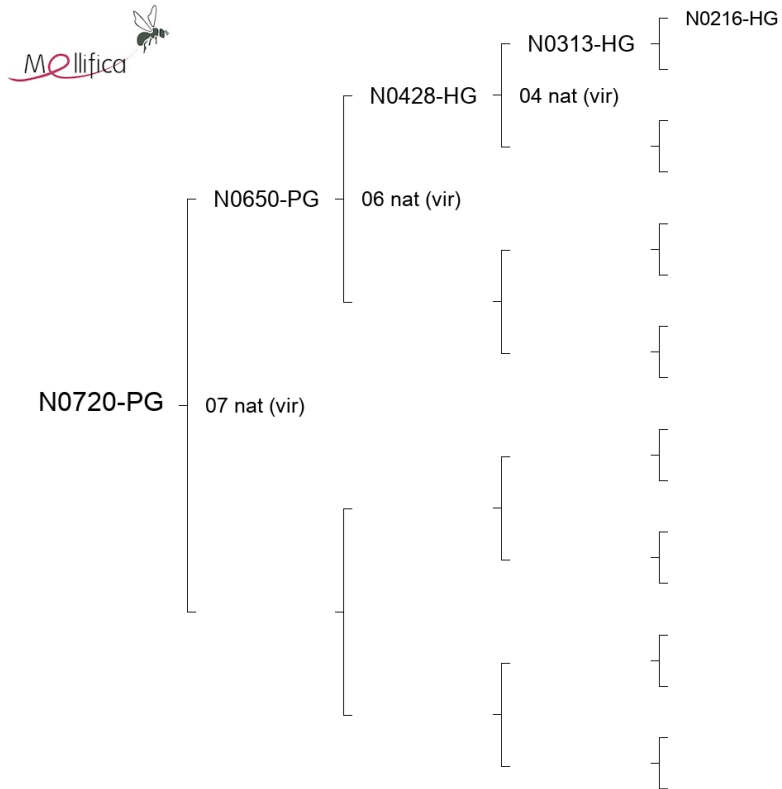 Mellifica
N0216-HG
N0313-HG
N0428-HG
04 nat (vir)
N0650-PG
06 nat (vir)
N0720-PG
07 nat (vir)